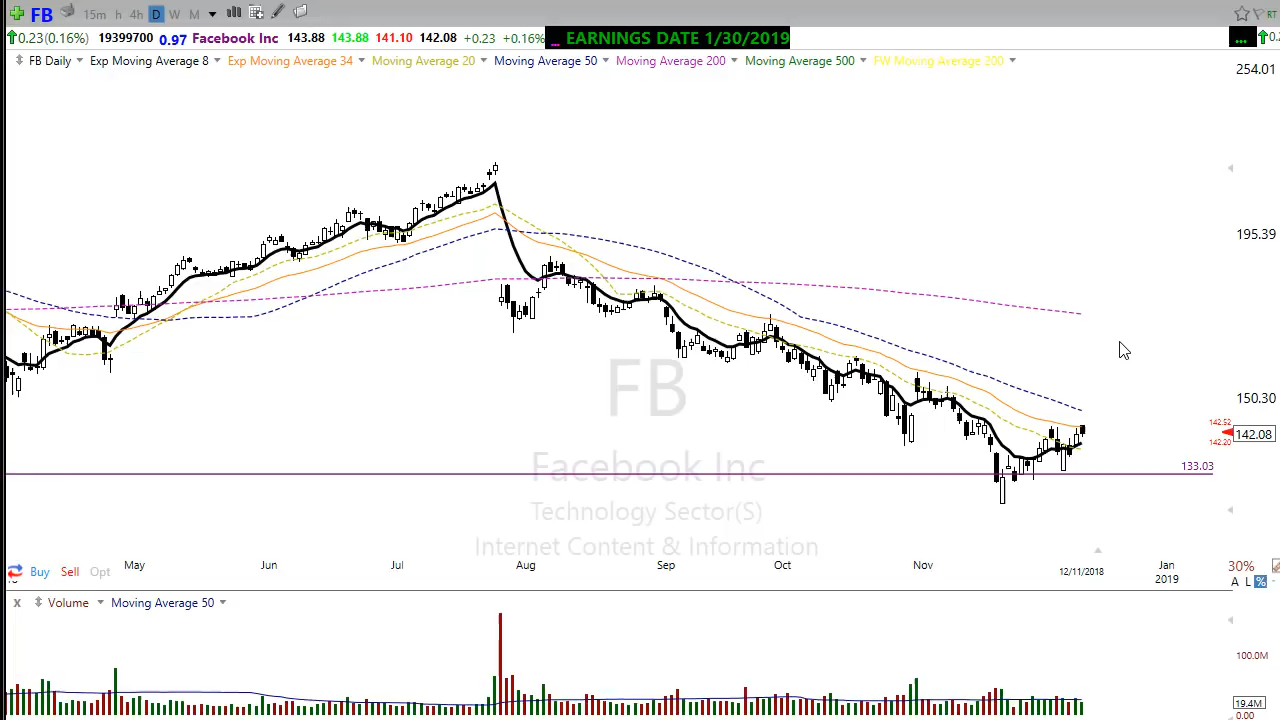 FB 15m h 4h D W M RT
0.23(0.16%) 19399700 0.97 Facebook Inc 143.88 143.88 141.10 142.08 +0.23 +0.16% ... EARNINGS DATE 1/30/2019 ...
FB Daily Exp Moving Average 8 Exp Moving Average 34 Moving Average 20 Moving Average 50 Moving Average 200 Moving Average 500 FW Moving Average 200
254.01
195.39
150.30
142.52
142.08
142.20
133.03
FB
Facebook Inc
Technology Sector(S)
Internet Content & Information
May Jun Jul Aug Sep Oct Nov 12/11/2018 Jan
2019
30%
Buy Sell Opt
A L %
x Volume Moving Average 50
100.0M
19.4M
0.00